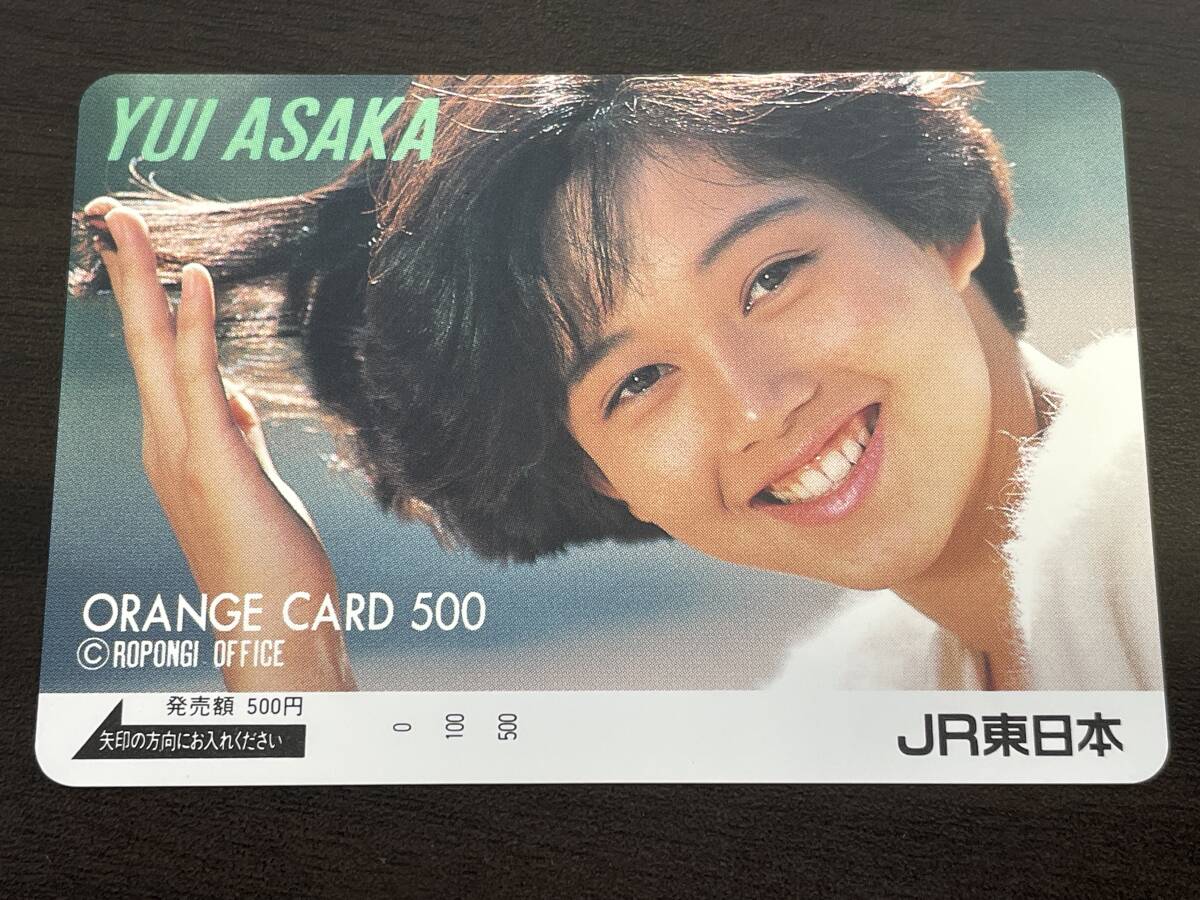 YUI ASAKA
ORANGE CARD 500
© ROPONGI OFFICE
発売額 500円
矢印の方向にお入れください
0 100 500
JR東日本